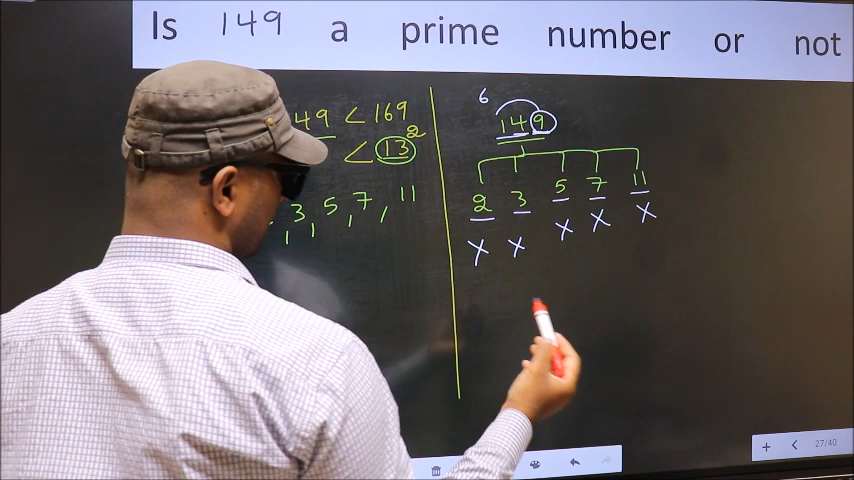 Is 149 a prime number or not
49 < 169
< 13²
3, 5, 7, 11
6
149
2 3 5 7 11
X X X X X
27/40